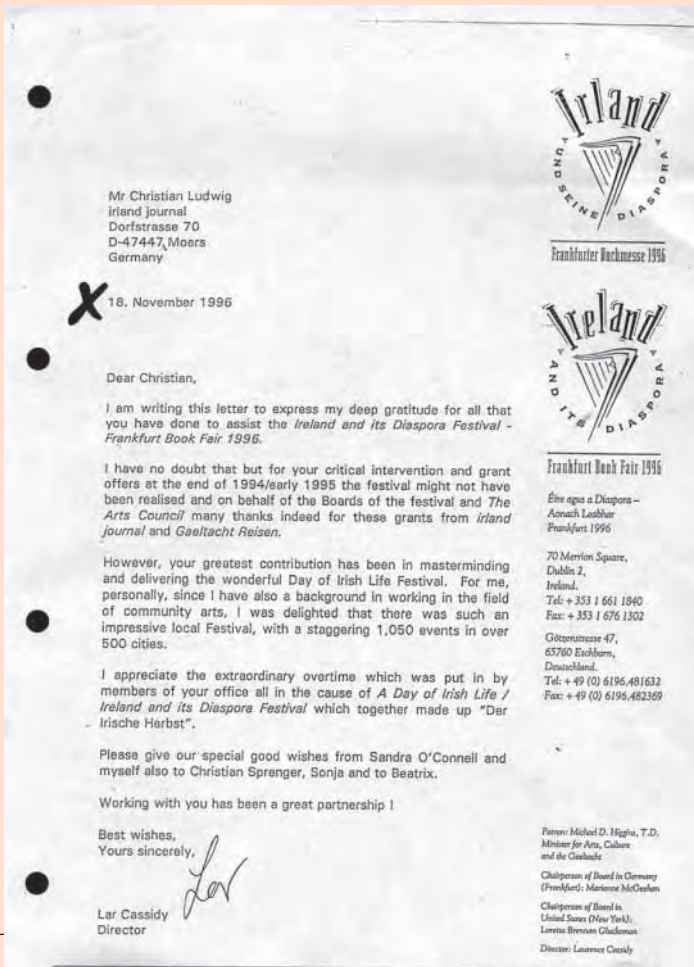 Mr Christian Ludwig
irland journal
Dorfstrasse 70
D-47447 Moers
Germany
X 18. November 1996
Dear Christian,
I am writing this letter to express my deep gratitude for all that
you have done to assist the Ireland and its Diaspora Festival -
Frankfurt Book Fair 1996.
I have no doubt that but for your critical intervention and grant
offers at the end of 1994/early 1995 the festival might not have
been realised and on behalf of the Boards of the festival and The
Arts Council many thanks indeed for these grants from irland
journal and Gaeltacht Reisen.
However, your greatest contribution has been in masterminding
and delivering the wonderful Day of Irish Life Festival. For me,
personally, since I have also a background in working in the field
of community arts, I was delighted that there was such an
impressive local Festival, with a staggering 1,050 events in over
500 cities.
I appreciate the extraordinary overtime which was put in by
members of your office all in the cause of A Day of Irish Life /
Ireland and its Diaspora Festival which together made up "Der
Irische Herbst".
Please give our special good wishes from Sandra O'Connell and
myself also to Christian Sprenger, Sonja and to Beatrix.
Working with you has been a great partnership !
Best wishes,
Yours sincerely,
Lar
Lar Cassidy
Director
Irland
UND SEINE DIASPORA
Frankfurter Buchmesse 1996
Ireland
AND ITS DIASPORA
Frankfurt Book Fair 1996
Éire agus a Diaspora –
Aonach Leabhar
Frankfurt 1996
70 Merrion Square,
Dublin 2,
Ireland.
Tel: + 353 1 661 1840
Fax: + 353 1 676 1302
Götzenstrasse 47,
65760 Eschborn,
Deutschland.
Tel: + 49 (0) 6196.481632
Fax: + 49 (0) 6196.482369
Patron: Michael D. Higgins, T.D.
Minister for Arts, Culture
and the Gaeltacht
Chairperson of Board in Germany
(Frankfurt): Marianne McGeehan
Chairperson of Board in
United States (New York):
Loretta Brennan Glucksman
Director: Laurence Cassidy